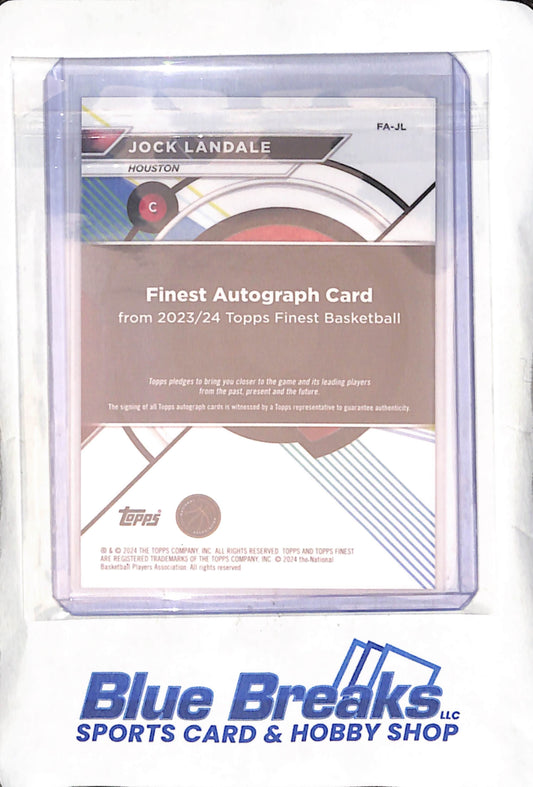 FA-JL
JOCK LANDALE
HOUSTON
C
Finest Autograph Card
from 2023/24 Topps Finest Basketball
Topps pledges to bring you closer to the game and its leading players
from the past, present and the future.
The signing of all Topps autograph cards is witnessed by a Topps representative to guarantee authenticity.
topps
® & © 2024 THE TOPPS COMPANY, INC. ALL RIGHTS RESERVED. TOPPS AND TOPPS FINEST
ARE REGISTERED TRADEMARKS OF THE TOPPS COMPANY, INC. © 2024 the National
Basketball Players Association. All rights reserved.
Blue Breaks LLC
SPORTS CARD & HOBBY SHOP